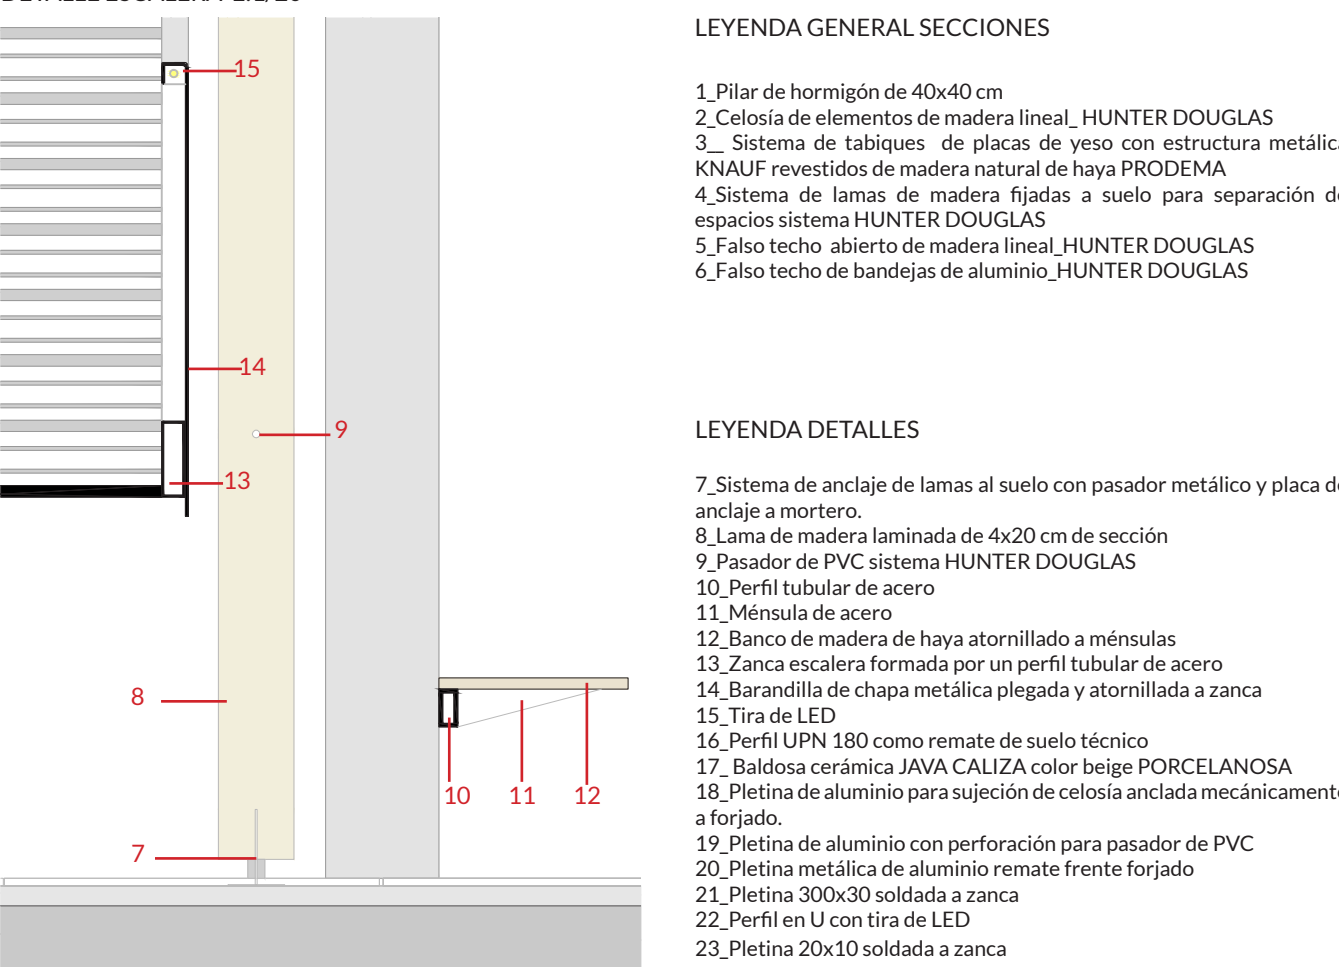 LEYENDA GENERAL SECCIONES
1_Pilar de hormigón de 40x40 cm
2_Celosía de elementos de madera lineal_ HUNTER DOUGLAS
3__ Sistema de tabiques de placas de yeso con estructura metálica
KNAUF revestidos de madera natural de haya PRODEMA
4_Sistema de lamas de madera fijadas a suelo para separación de
espacios sistema HUNTER DOUGLAS
5_Falso techo abierto de madera lineal_HUNTER DOUGLAS
6_Falso techo de bandejas de aluminio_HUNTER DOUGLAS
LEYENDA DETALLES
7_Sistema de anclaje de lamas al suelo con pasador metálico y placa de
anclaje a mortero.
8_Lama de madera laminada de 4x20 cm de sección
9_Pasador de PVC sistema HUNTER DOUGLAS
10_Perfil tubular de acero
11_Ménsula de acero
12_Banco de madera de haya atornillado a ménsulas
13_Zanca escalera formada por un perfil tubular de acero
14_Barandilla de chapa metálica plegada y atornillada a zanca
15_Tira de LED
16_Perfil UPN 180 como remate de suelo técnico
17_ Baldosa cerámica JAVA CALIZA color beige PORCELANOSA
18_Pletina de aluminio para sujeción de celosía anclada mecánicamente
a forjado.
19_Pletina de aluminio con perforación para pasador de PVC
20_Pletina metálica de aluminio remate frente forjado
21_Pletina 300x30 soldada a zanca
22_Perfil en U con tira de LED
23_Pletina 20x10 soldada a zanca
15
14
9
13
8
10 11 12
7